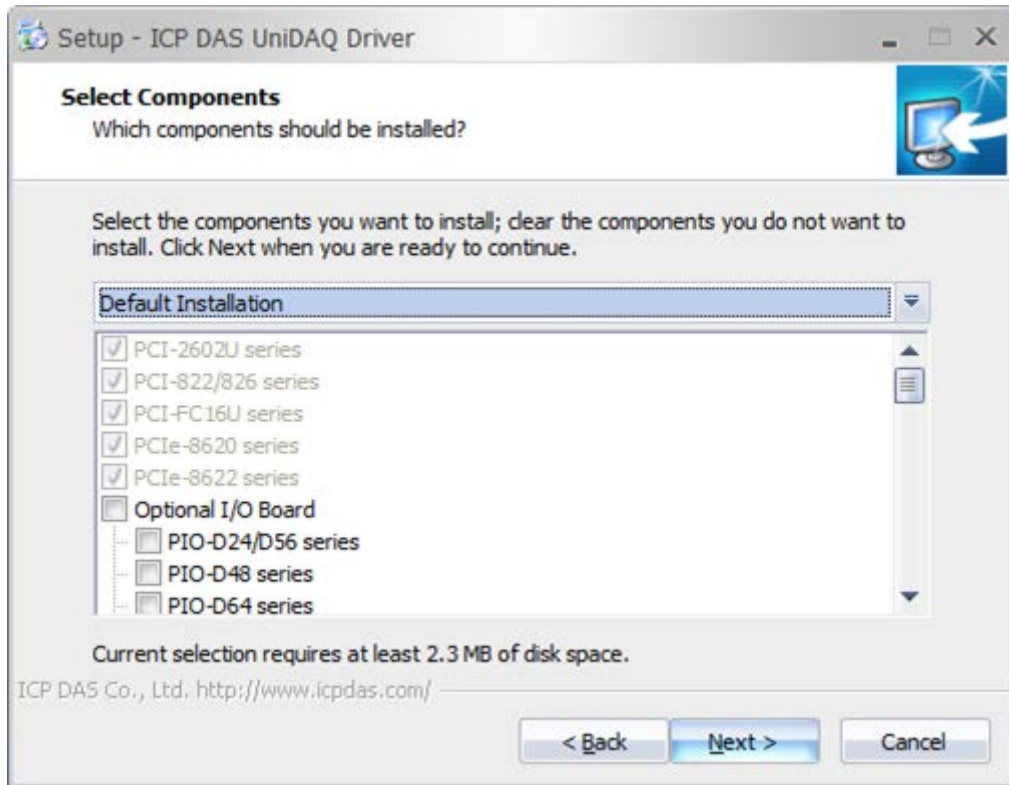 Setup - ICP DAS UniDAQ Driver
Select Components
Which components should be installed?
Select the components you want to install; clear the components you do not want to
install. Click Next when you are ready to continue.
Default Installation
PCI-2602U series
PCI-822/826 series
PCI-FC16U series
PCIe-8620 series
PCIe-8622 series
Optional I/O Board
PIO-D24/D56 series
PIO-D48 series
PIO-D64 series
Current selection requires at least 2.3 MB of disk space.
ICP DAS Co., Ltd. http://www.icpdas.com/
< Back Next > Cancel